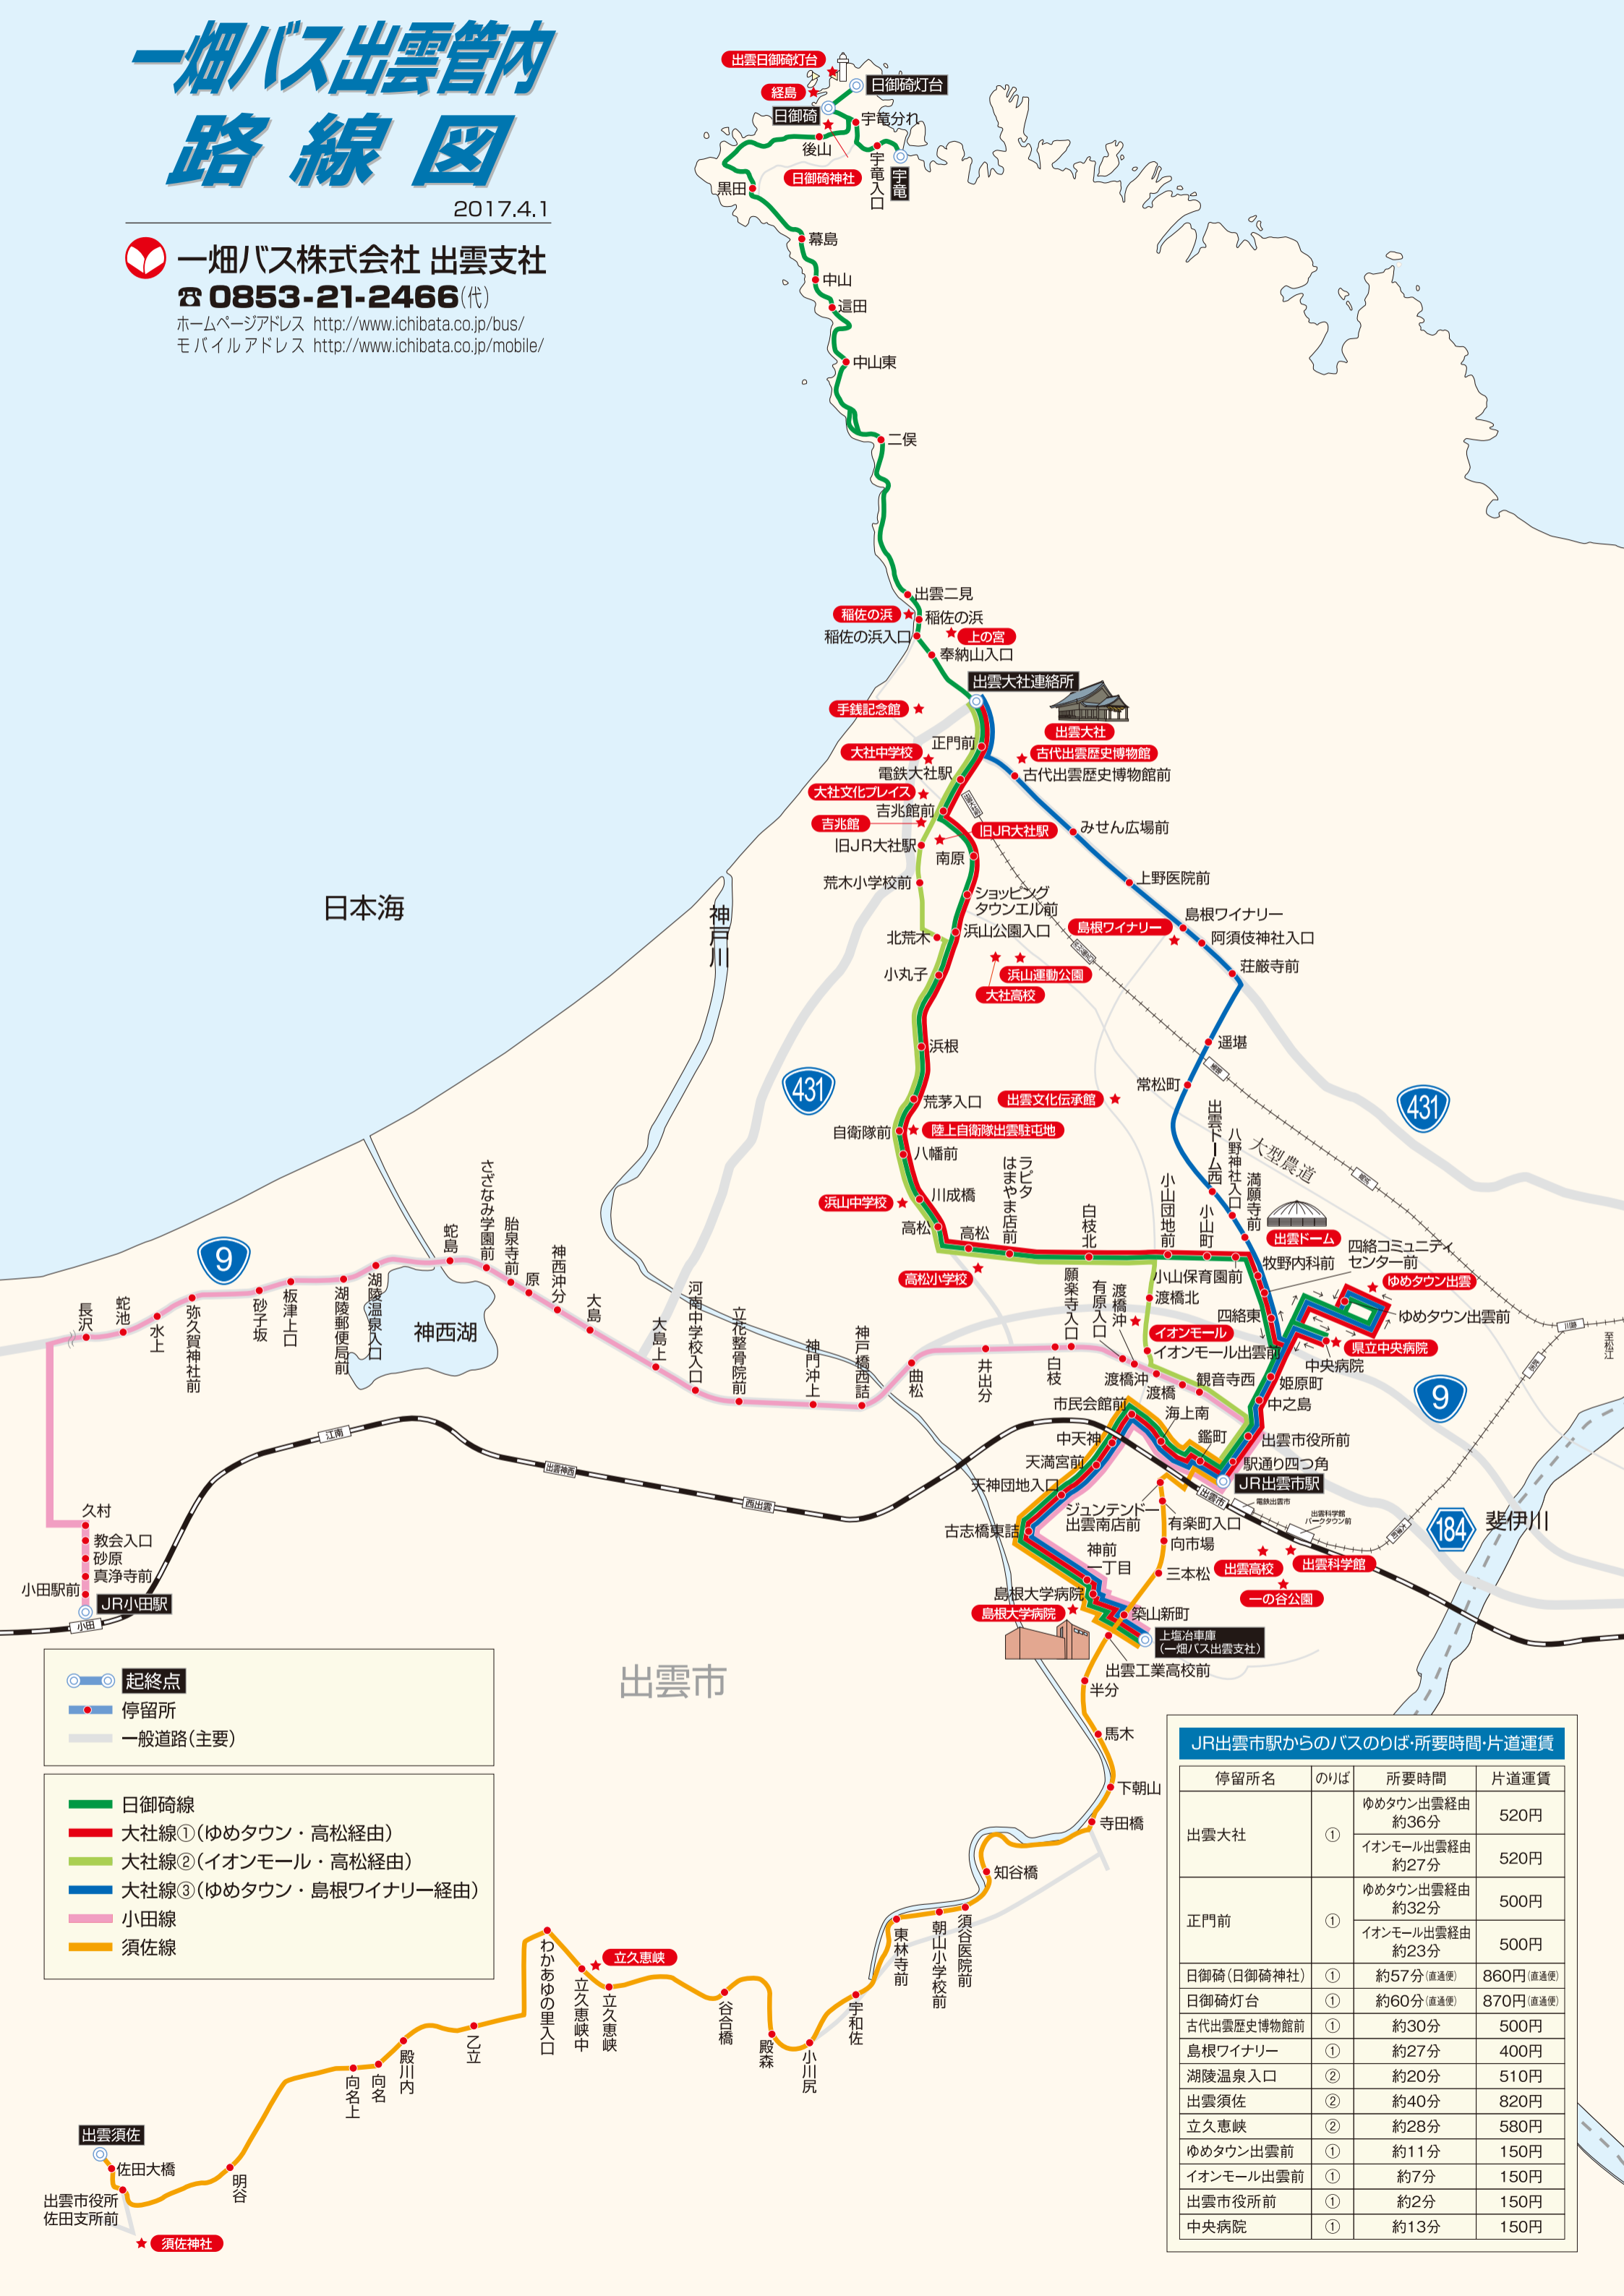 一畑バス出雲管内
路線図
2017.4.1
一畑バス株式会社 出雲支社
☎0853-21-2466(代)
ホームページアドレス http://www.ichibata.co.jp/bus/
モバイルアドレス http://www.ichibata.co.jp/mobile/
出雲日御碕灯台
日御碕灯台
経島
日御碕
宇竜分れ
後山
宇竜入口
宇竜
日御碕神社
黒田
幕島
中山
這田
中山東
二俣
出雲二見
稲佐の浜
稲佐の浜
稲佐の浜入口
上の宮
奉納山入口
出雲大社連絡所
手銭記念館
出雲大社
大社中学校
正門前
古代出雲歴史博物館
電鉄大社駅
古代出雲歴史博物館前
大社文化プレイス
吉兆館前
吉兆館
旧JR大社駅
みせん広場前
旧JR大社駅
南原
荒木小学校前
上野医院前
ショッピング
タウンエル前
島根ワイナリー
島根ワイナリー
北荒木
浜山公園入口
阿須伎神社入口
小丸子
浜山運動公園
荘厳寺前
大社高校
日本海
神戸川
浜根
遥堪
常松町
431
431
荒茅入口
出雲文化伝承館
自衛隊前
陸上自衛隊出雲駐屯地
八幡前
出雲ドーム西
八野神社入口
大型農道
満願寺前
浜山中学校
川成橋
高松
高松
ラピタ
はまやま店前
白枝北
小山団地前
小山町
出雲ドーム
高松小学校
小山保育園前
牧野内科前
四絡コミュニティ
センター前
ゆめタウン出雲
ゆめタウン出雲前
四絡東
県立中央病院
中央病院
至松江
願楽寺入口
有原入口
渡橋沖
渡橋北
イオンモール
イオンモール出雲前
姫原町
中之島
9
9
蛇島
さざなみ学園前
胎泉寺前
原
神西沖分
大島
大島上
河南中学校入口
立花整骨院前
神門沖上
神戸橋西詰
曲松
井出分
白枝
渡橋沖
渡橋
観音寺西
神西湖
長沢
蛇池
水上
弥久賀神社前
砂子坂
板津上口
湖陵郵便局前
湖陵温泉入口
市民会館前
海上南
鑑町
出雲市役所前
駅通り四つ角
JR出雲市駅
中天神
天満宮前
天神団地入口
古志橋東詰
ジュンテンドー
出雲南店前
有楽町入口
向市場
三本松
神前
一丁目
島根大学病院
島根大学病院
築山新町
上塩冶車庫
(一畑バス出雲支社)
出雲工業高校前
江南
出雲神西
西出雲
出雲市
電鉄出雲市
出雲科学館
パークタウン前
川跡
184
斐伊川
出雲高校
出雲科学館
一の谷公園
久村
教会入口
砂原
真浄寺前
小田駅前
JR小田駅
小田
出雲市
半分
馬木
下朝山
寺田橋
知谷橋
須谷医院前
朝山小学校前
東林寺前
宇和佐
小川尻
殿森
谷合橋
立久恵峡
立久恵峡
立久恵峡中
わかあゆの里入口
乙立
殿川内
向名
向名上
明谷
出雲須佐
佐田大橋
出雲市役所
佐田支所前
須佐神社
起終点
停留所
一般道路(主要)
日御碕線
大社線①(ゆめタウン・高松経由)
大社線②(イオンモール・高松経由)
大社線③(ゆめタウン・島根ワイナリー経由)
小田線
須佐線
JR出雲市駅からのバスのりば・所要時間・片道運賃
停留所名 のりば 所要時間 片道運賃
出雲大社 ① ゆめタウン出雲経由 約36分 520円
イオンモール出雲経由 約27分 520円
正門前 ① ゆめタウン出雲経由 約32分 500円
イオンモール出雲経由 約23分 500円
日御碕(日御碕神社) ① 約57分(直通便) 860円(直通便)
日御碕灯台 ① 約60分(直通便) 870円(直通便)
古代出雲歴史博物館前 ① 約30分 500円
島根ワイナリー ① 約27分 400円
湖陵温泉入口 ② 約20分 510円
出雲須佐 ② 約40分 820円
立久恵峡 ② 約28分 580円
ゆめタウン出雲前 ① 約11分 150円
イオンモール出雲前 ① 約7分 150円
出雲市役所前 ① 約2分 150円
中央病院 ① 約13分 150円